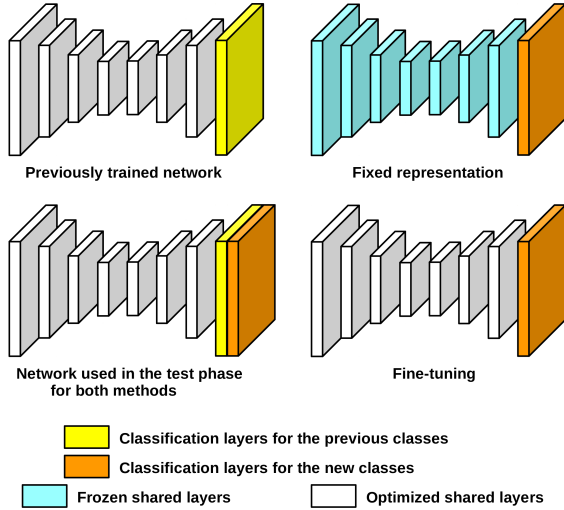 Previously trained network
Fixed representation
Network used in the test phase
for both methods
Fine-tuning
Classification layers for the previous classes
Classification layers for the new classes
Frozen shared layers
Optimized shared layers